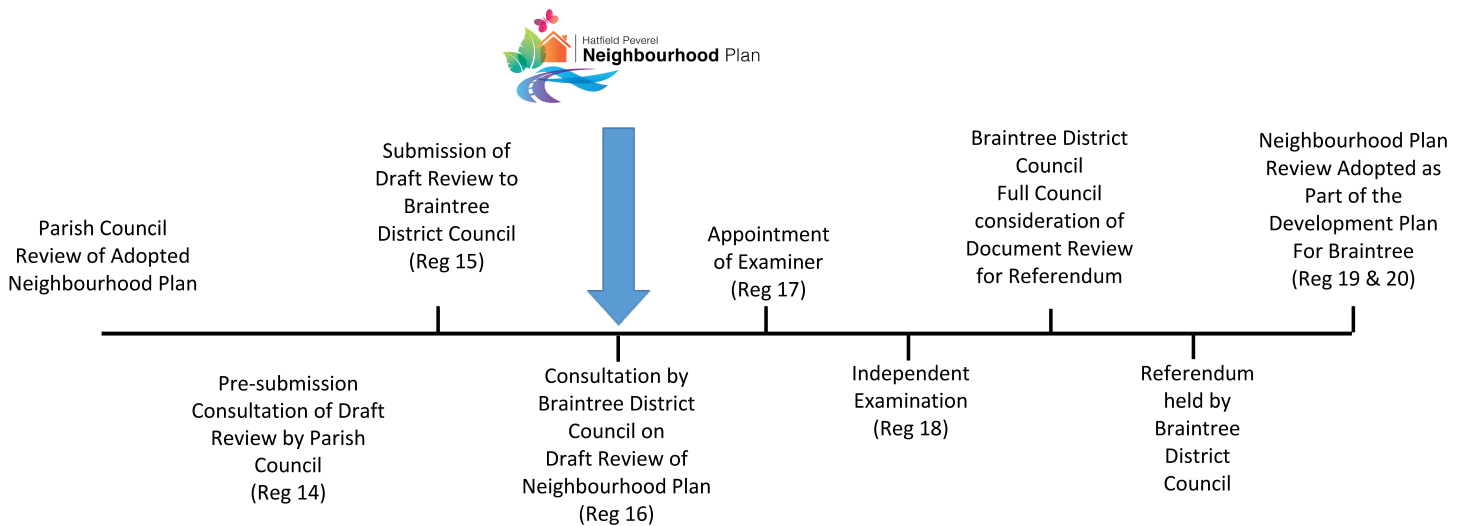 Hatfield Peverel
Neighbourhood Plan
Parish Council
Review of Adopted
Neighbourhood Plan
Pre-submission
Consultation of Draft
Review by Parish
Council
(Reg 14)
Submission of
Draft Review to
Braintree
District Council
(Reg 15)
Consultation by
Braintree District
Council on
Draft Review of
Neighbourhood Plan
(Reg 16)
Appointment
of Examiner
(Reg 17)
Independent
Examination
(Reg 18)
Braintree District
Council
Full Council
consideration of
Document Review
for Referendum
Referendum
held by
Braintree
District
Council
Neighbourhood Plan
Review Adopted as
Part of the
Development Plan
For Braintree
(Reg 19 & 20)